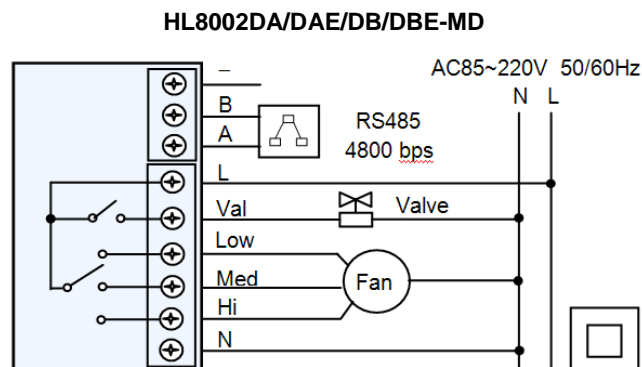 HL8002DA/DAE/DB/DBE-MD
AC85~220V 50/60Hz
N L
–
B
A
RS485
4800 bps
L
Val
Valve
Low
Med
Fan
Hi
N